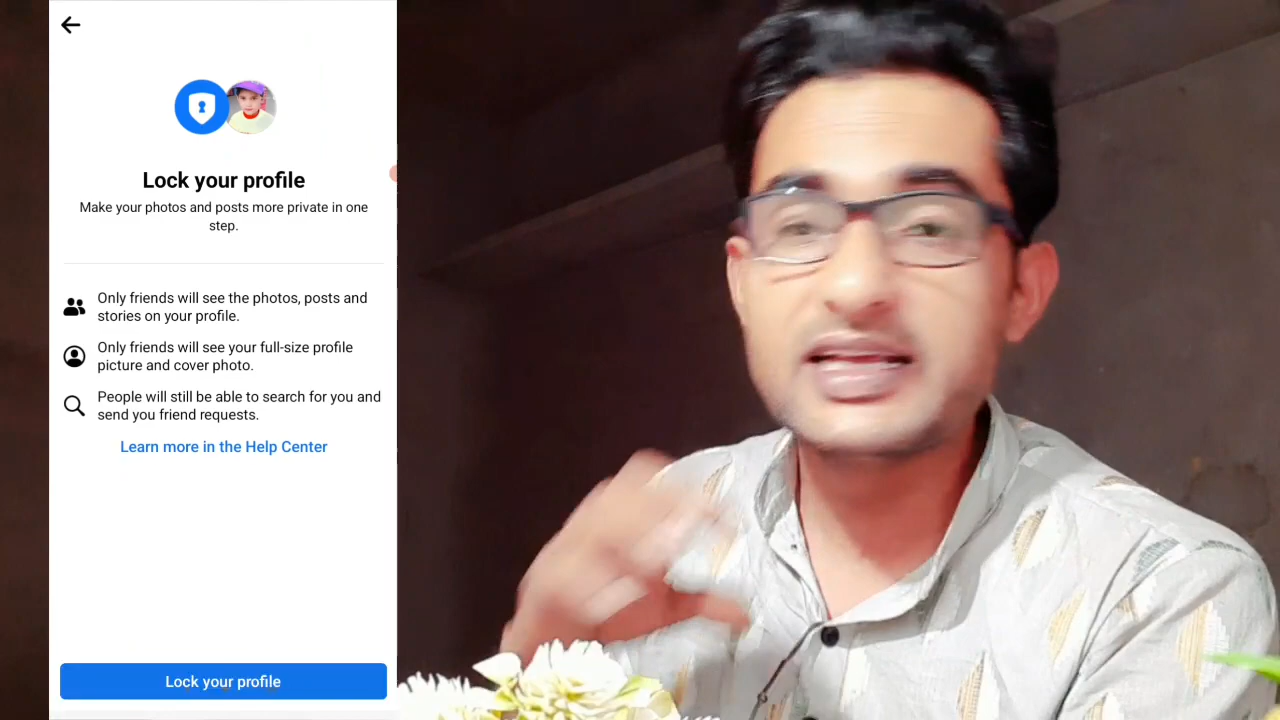 Lock your profile
Make your photos and posts more private in one
step.
Only friends will see the photos, posts and
stories on your profile.
Only friends will see your full-size profile
picture and cover photo.
People will still be able to search for you and
send you friend requests.
Learn more in the Help Center
Lock your profile